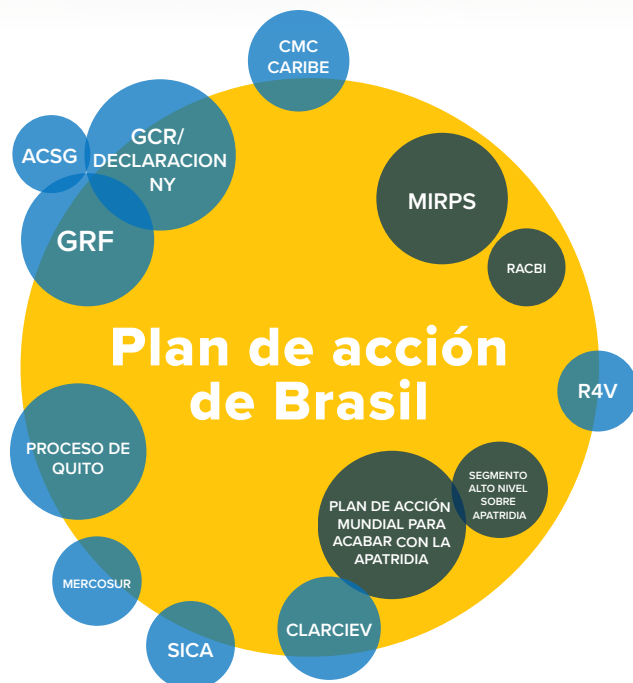 CMC
CARIBE
ACSG
GCR/
DECLARACION
NY
GRF
MIRPS
RACBI
Plan de acción
de Brasil
R4V
PROCESO DE
QUITO
SEGMENTO
ALTO NIVEL
SOBRE
APATRIDIA
PLAN DE ACCIÓN
MUNDIAL PARA
ACABAR CON LA
APATRIDIA
MERCOSUR
SICA
CLARCIEV